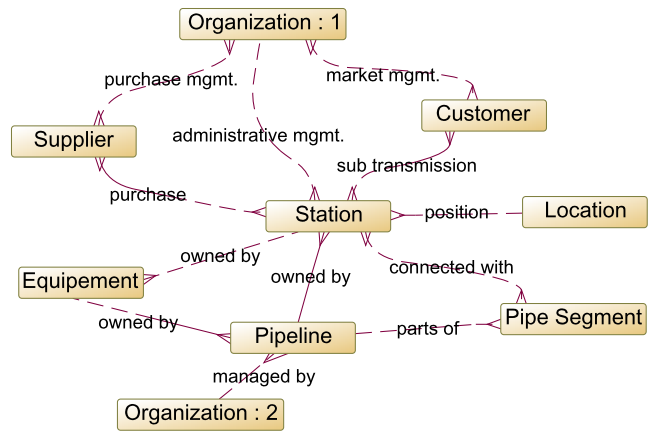 Organization : 1
purchase mgmt.
market mgmt.
Customer
Supplier
administrative mgmt.
sub transmission
purchase
Station
position
Location
owned by
connected with
Equipement
owned by
owned by
Pipeline
parts of
Pipe Segment
managed by
Organization : 2